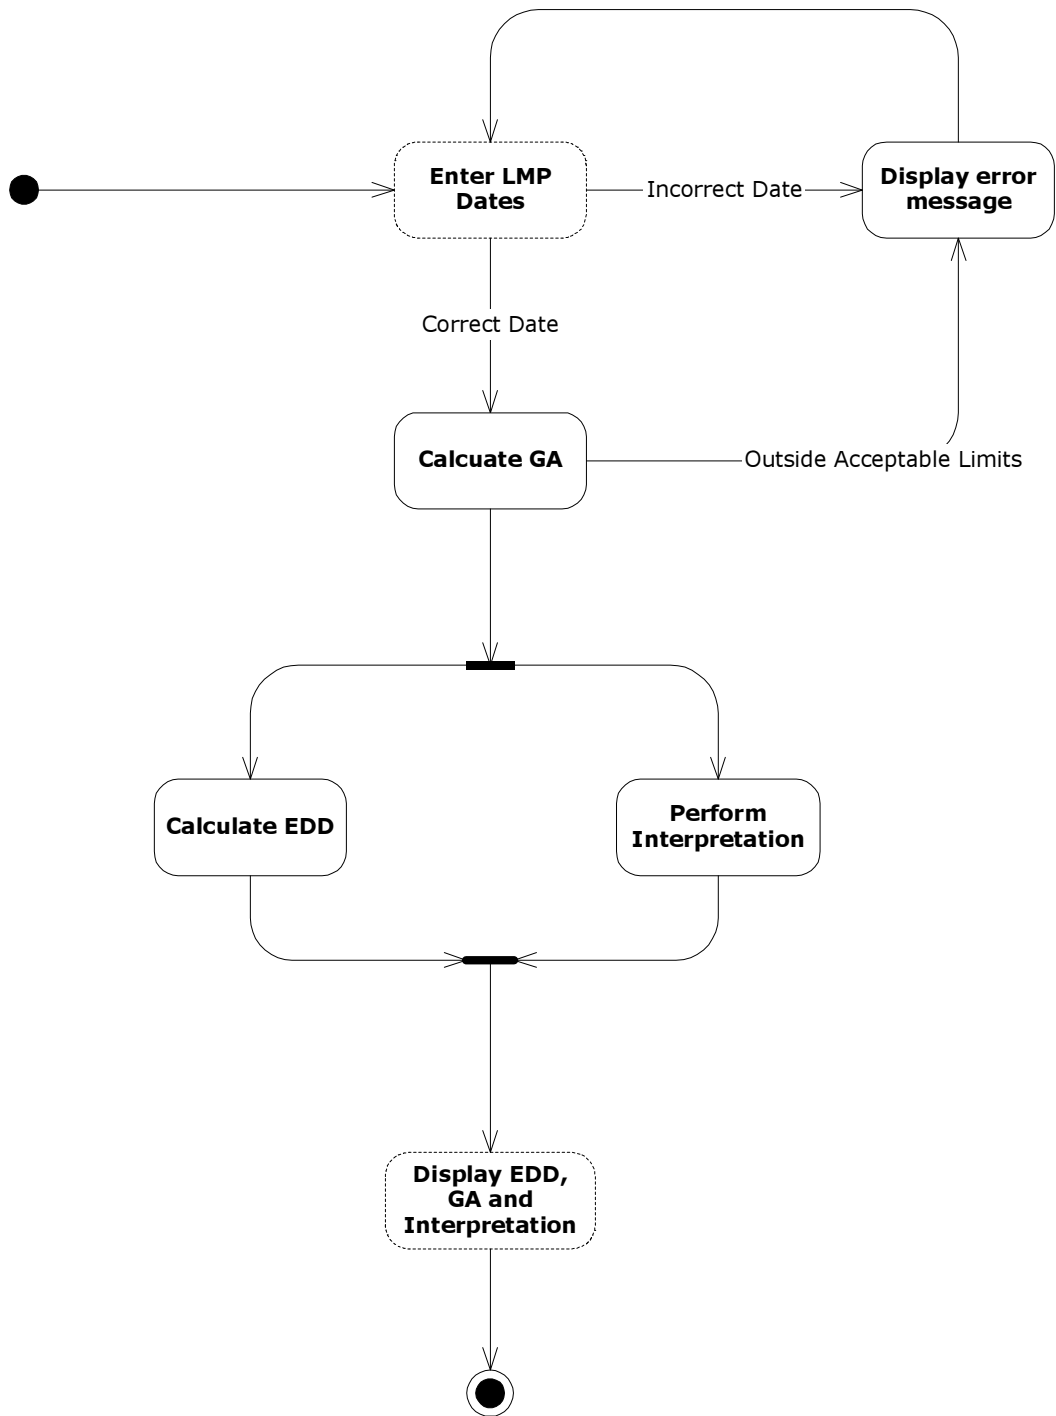 Enter LMP
Dates
Incorrect Date
Display error
message
Correct Date
Calcuate GA
Outside Acceptable Limits
Calculate EDD
Perform
Interpretation
Display EDD,
GA and
Interpretation